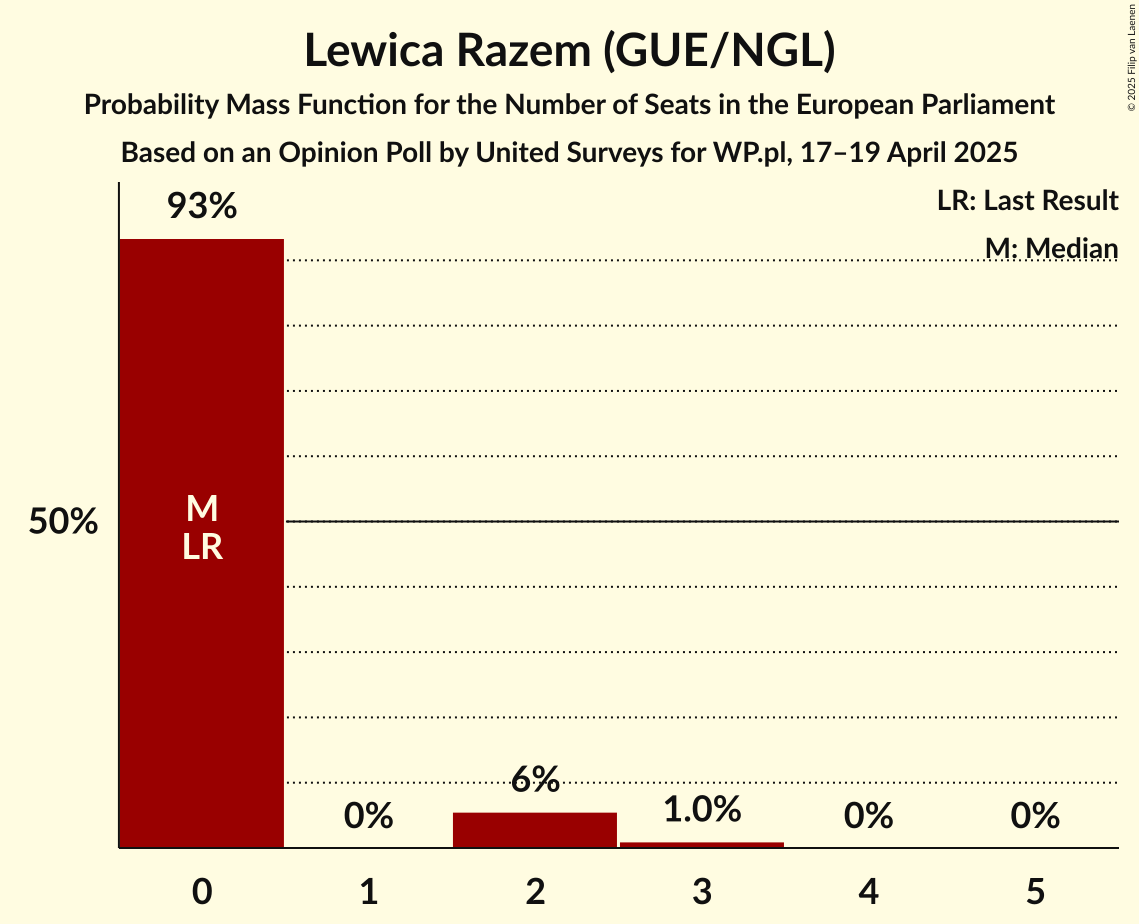 Lewica Razem (GUE/NGL)
Probability Mass Function for the Number of Seats in the European Parliament
Based on an Opinion Poll by United Surveys for WP.pl, 17–19 April 2025
© 2025 Filip van Laenen
LR: Last Result
M: Median
93%
50%
M
LR
0%
6%
1.0%
0%
0%
0
1
2
3
4
5